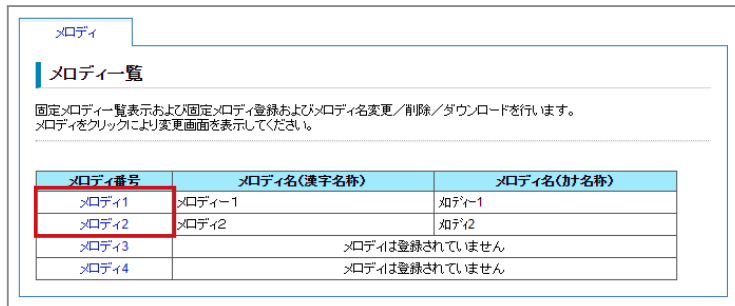 メロディ
メロディ一覧
固定メロディ一覧表示および固定メロディ登録およびメロディ名変更／削除／ダウンロードを行います。
メロディをクリックにより変更画面を表示してください。
メロディ番号 メロディ名(漢字名称) メロディ名(ｶﾅ名称)
メロディ1 メロディー1 ﾒﾛﾃﾞｨｰ1
メロディ2 メロディ2 ﾒﾛﾃﾞｨ2
メロディ3 メロディは登録されていません
メロディ4 メロディは登録されていません